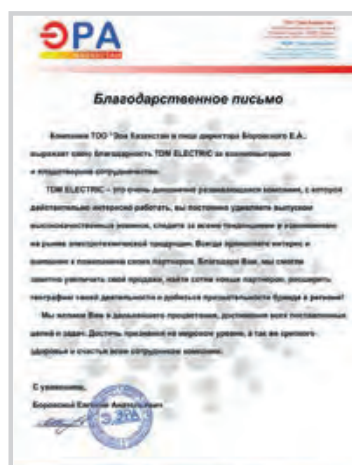 ЭРА
КАЗАХСТАН
Благодарственное письмо
Компания ТОО "Эра Казахстан в лице директора Боровского Е.А.,
выражает свою благодарность TDM ELECTRIC за взаимовыгодное
и плодотворное сотрудничество.
TDM ELECTRIC – это очень динамично развивающаяся компания, с которой
действительно интересно работать, вы постоянно удивляете выпуском
высококачественных новинок, следите за всеми тенденциями и изменениями
на рынке электротехнической продукции. Всегда проявляете интерес и
внимание к пожеланиям своих партнеров. Благодаря Вам, мы смогли
заметно увеличить свои продажи, найти сотни новых партнеров, расширить
географию своей деятельности и добиться признательности бренда в регионе!
Мы желаем Вам дальнейшего процветания, достижения всех поставленных
целей и задач. Достичь признания на мировом уровне, а так же крепкого
здоровья и счастья всем сотрудникам компании.
С уважением,
Боровской Евгений Анатольевич
ЭРА